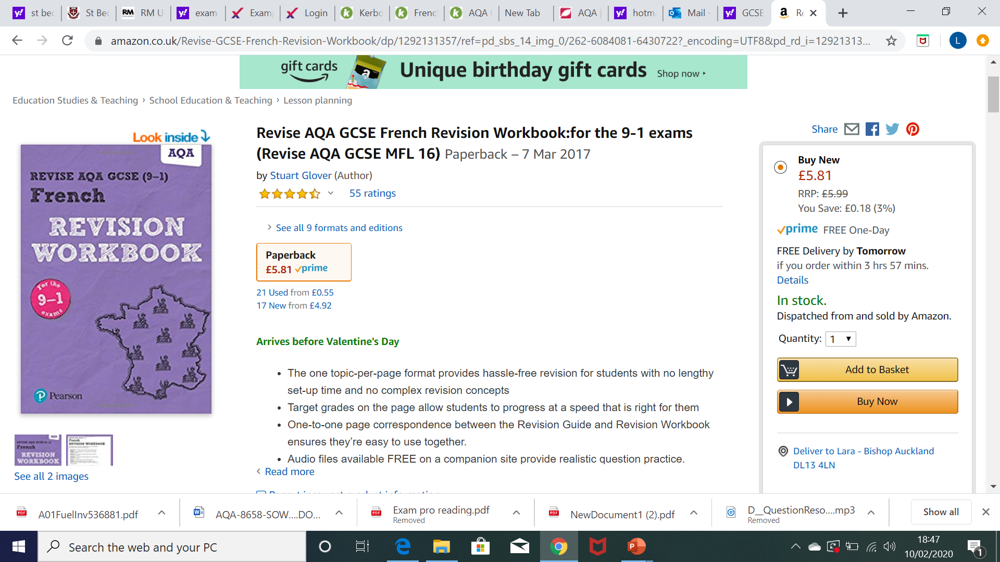 st bec
St Bec
RM U
exam
Exam
Login
Kerbo
Frenc
AQA
New Tab
AQA
hotm
Mail -
GCSE
amazon.co.uk/Revise-GCSE-French-Revision-Workbook/dp/1292131357/ref=pd_sbs_14_img_0/262-6084081-6430722?_encoding=UTF8&pd_rd_i=12921313...
L
gift cards Unique birthday gift cards Shop now
Education Studies & Teaching › School Education & Teaching › Lesson planning
Look inside
AQA
REVISE AQA GCSE (9–1)
French
REVISION
WORKBOOK
for the
9–1
exams
Pearson
See all 2 images
Revise AQA GCSE French Revision Workbook:for the 9-1 exams
(Revise AQA GCSE MFL 16) Paperback – 7 Mar 2017
by Stuart Glover (Author)
55 ratings
See all 9 formats and editions
Paperback
£5.81 prime
21 Used from £0.55
17 New from £4.92
Arrives before Valentine's Day
• The one topic-per-page format provides hassle-free revision for students with no lengthy
set-up time and no complex revision concepts
• Target grades on the page allow students to progress at a speed that is right for them
• One-to-one page correspondence between the Revision Guide and Revision Workbook
ensures they're easy to use together.
• Audio files available FREE on a companion site provide realistic question practice.
Read more
Share
Buy New
£5.81
RRP: £5.99
You Save: £0.18 (3%)
prime FREE One-Day
FREE Delivery by Tomorrow
if you order within 3 hrs 57 mins.
Details
In stock.
Dispatched from and sold by Amazon.
Quantity: 1
Add to Basket
Buy Now
Deliver to Lara - Bishop Auckland
DL13 4LN
A01FuelInv536881.pdf
AQA-8658-SOW....DO...
Exam pro reading.pdf
Removed
NewDocument1 (2).pdf
D__QuestionReso....mp3
Removed
Show all
Search the web and your PC
18:47
10/02/2020
1